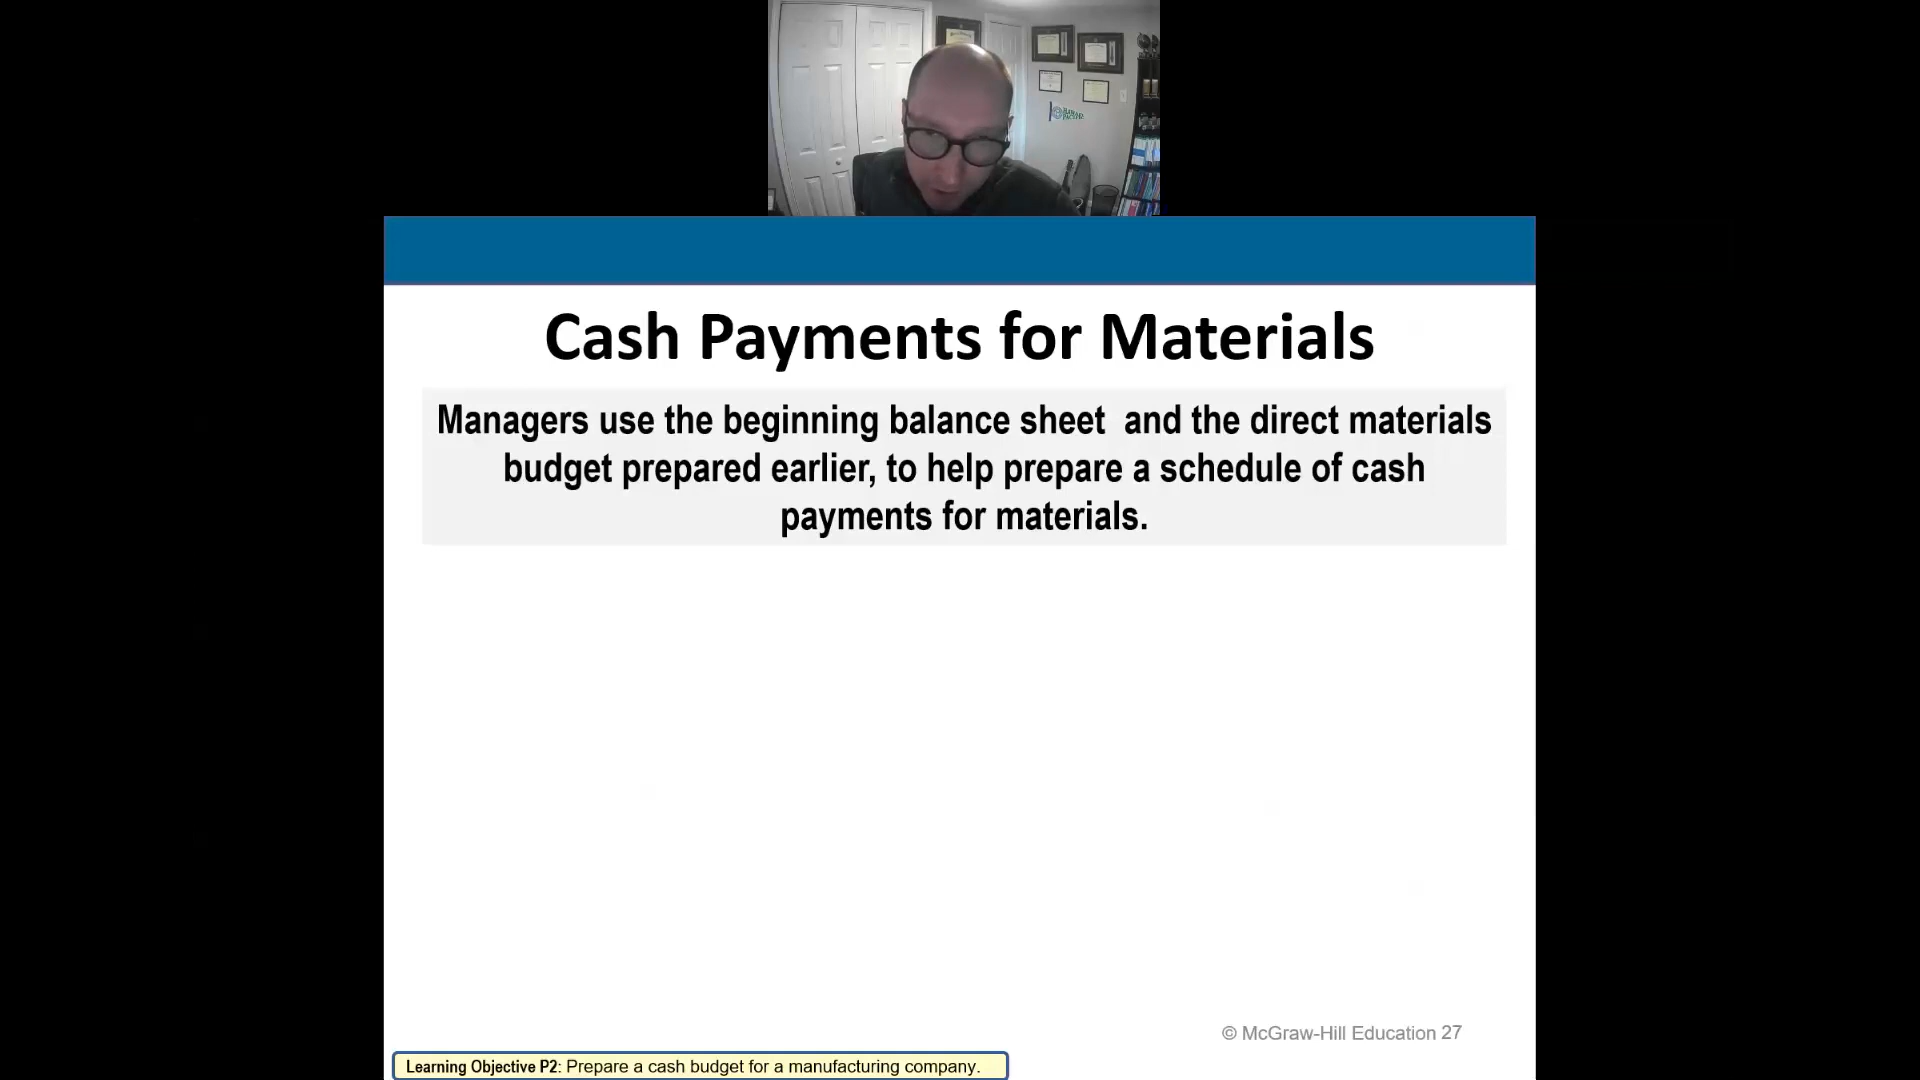 Cash Payments for Materials
Managers use the beginning balance sheet  and the direct materials
budget prepared earlier, to help prepare a schedule of cash
payments for materials.
© McGraw-Hill Education 27
Learning Objective P2: Prepare a cash budget for a manufacturing company.